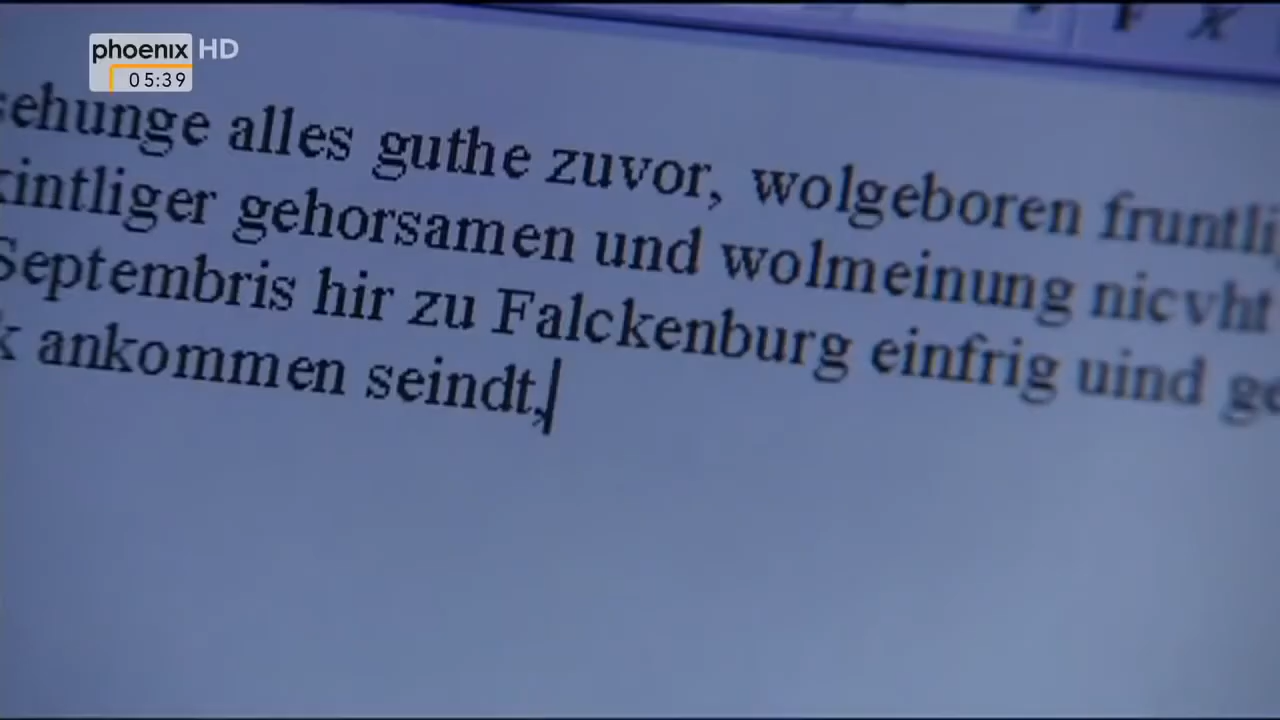 phoenix HD
05:39
F X
sehunge alles guthe zuvor, wolgeboren fruntli
kintliger gehorsamen und wolmeinung nicvht
Septembris hir zu Falckenburg einfrig uind ge
k ankommen seindt,